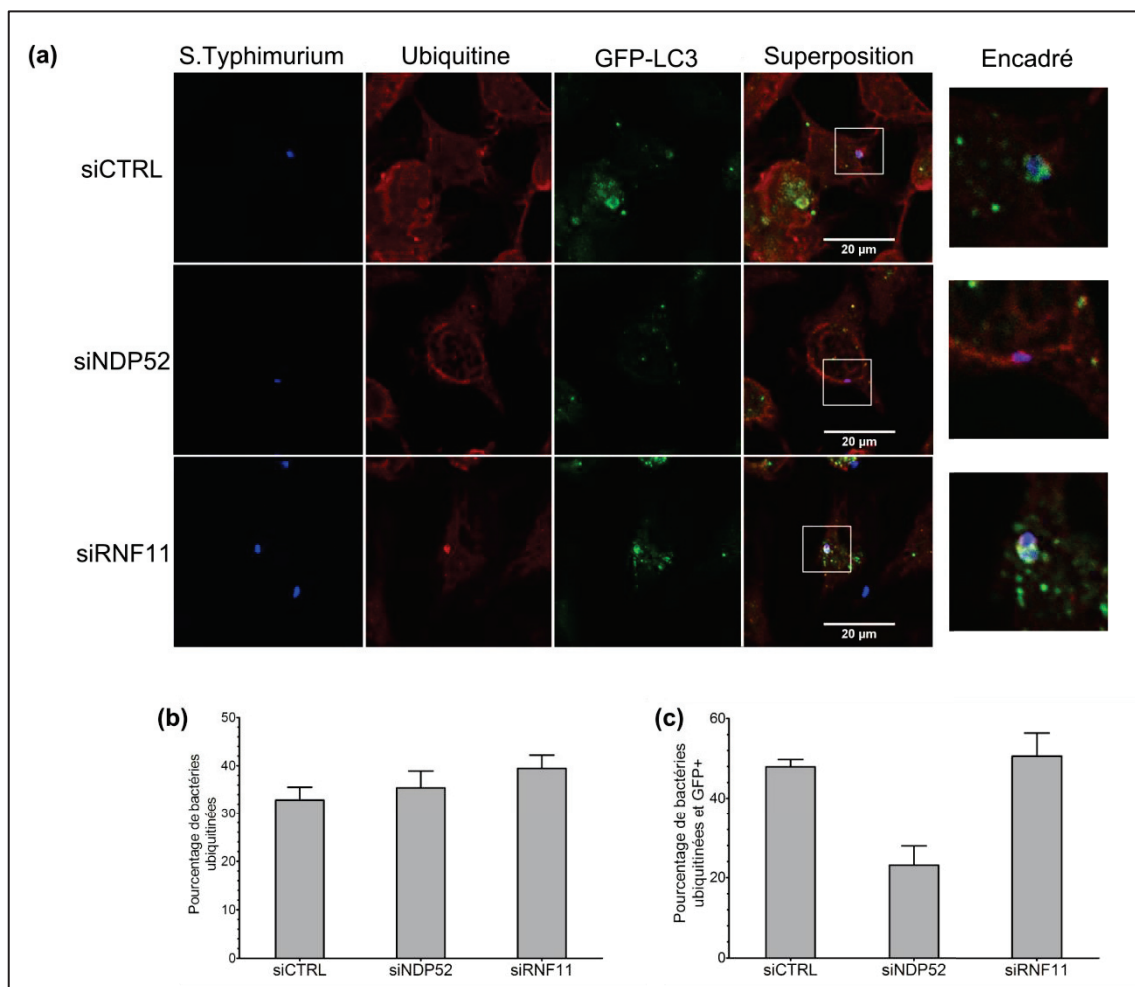 (a)
S.Typhimurium Ubiquitine GFP-LC3 Superposition Encadré
siCTRL
20 µm
siNDP52
20 µm
siRNF11
20 µm
(b)
Pourcentage de bactéries
ubiquitinées
50
40
30
20
10
0
siCTRL siNDP52 siRNF11
(c)
Pourcentage de bactéries
ubiquitinées et GFP+
60
40
20
0
siCTRL siNDP52 siRNF11